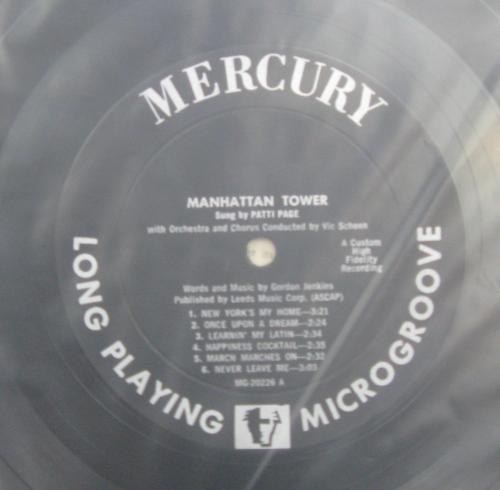 MERCURY
MANHATTAN TOWER
Sung by PATTI PAGE
with Orchestra and Chorus Conducted by Vic Schoen
A Custom
High
Fidelity
Recording
Words and Music by Gordon Jenkins
Published by Leeds Music Corp. (ASCAP)
1. NEW YORK'S MY HOME—3:21
2. ONCE UPON A DREAM—2:24
3. LEARNIN' MY LATIN—2:34
4. HAPPINESS COCKTAIL—2:35
5. MARCH MARCHES ON—2:32
6. NEVER LEAVE ME—3:03
MG-20226 A
LONG PLAYING MICROGROOVE